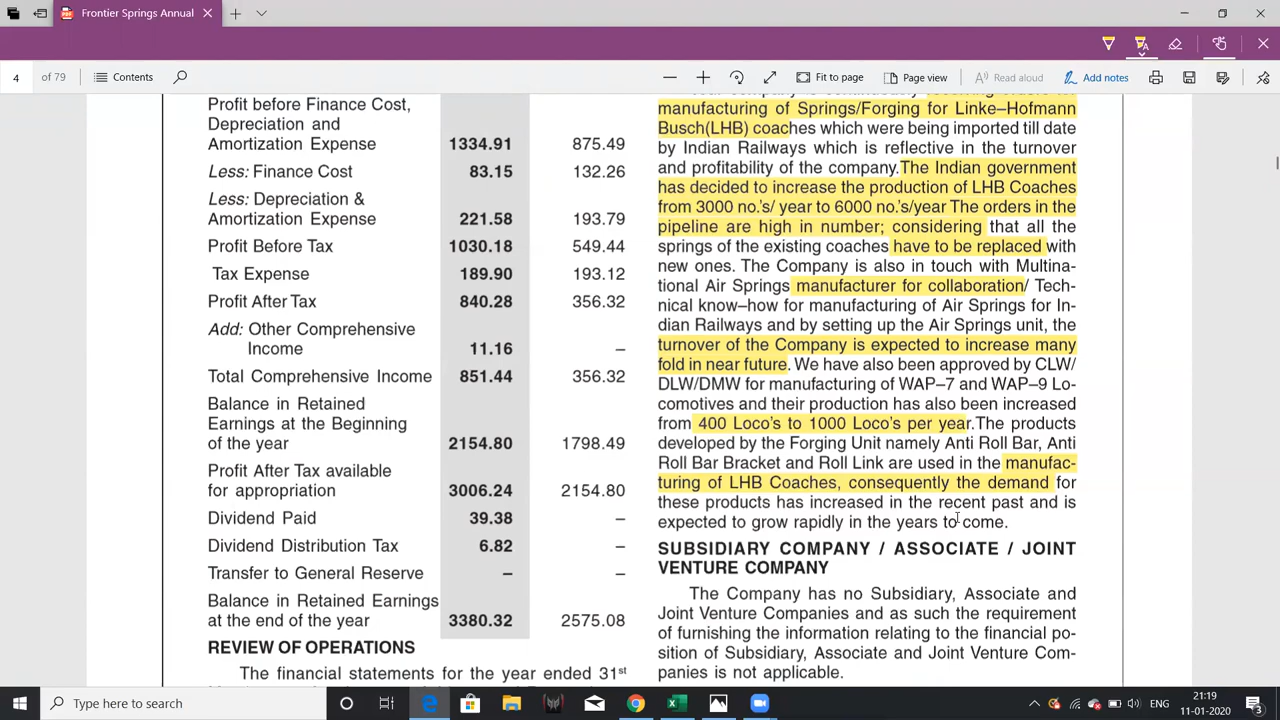 Frontier Springs Annual
4 of 79
Contents
Fit to page
Page view
Read aloud
Add notes
Profit before Finance Cost,
Depreciation and
Amortization Expense 1334.91 875.49
Less: Finance Cost 83.15 132.26
Less: Depreciation &
Amortization Expense 221.58 193.79
Profit Before Tax 1030.18 549.44
Tax Expense 189.90 193.12
Profit After Tax 840.28 356.32
Add: Other Comprehensive
Income 11.16 –
Total Comprehensive Income 851.44 356.32
Balance in Retained
Earnings at the Beginning
of the year 2154.80 1798.49
Profit After Tax available
for appropriation 3006.24 2154.80
Dividend Paid 39.38 –
Dividend Distribution Tax 6.82 –
Transfer to General Reserve – –
Balance in Retained Earnings
at the end of the year 3380.32 2575.08
REVIEW OF OPERATIONS
The financial statements for the year ended 31st
manufacturing of Springs/Forging for Linke–Hofmann
Busch(LHB) coaches which were being imported till date
by Indian Railways which is reflective in the turnover
and profitability of the company.The Indian government
has decided to increase the production of LHB Coaches
from 3000 no.'s/ year to 6000 no.'s/year The orders in the
pipeline are high in number; considering that all the
springs of the existing coaches have to be replaced with
new ones. The Company is also in touch with Multina-
tional Air Springs manufacturer for collaboration/ Tech-
nical know–how for manufacturing of Air Springs for In-
dian Railways and by setting up the Air Springs unit, the
turnover of the Company is expected to increase many
fold in near future. We have also been approved by CLW/
DLW/DMW for manufacturing of WAP–7 and WAP–9 Lo-
comotives and their production has also been increased
from 400 Loco's to 1000 Loco's per year.The products
developed by the Forging Unit namely Anti Roll Bar, Anti
Roll Bar Bracket and Roll Link are used in the manufac-
turing of LHB Coaches, consequently the demand for
these products has increased in the recent past and is
expected to grow rapidly in the years to come.
SUBSIDIARY COMPANY / ASSOCIATE / JOINT
VENTURE COMPANY
The Company has no Subsidiary, Associate and
Joint Venture Companies and as such the requirement
of furnishing the information relating to the financial po-
sition of Subsidiary, Associate and Joint Venture Com-
panies is not applicable.
Type here to search
ENG
21:19
11-01-2020
3